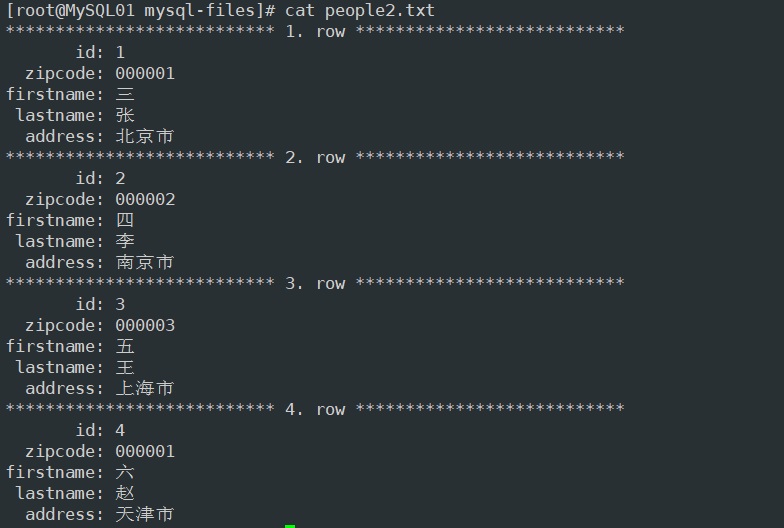 [root@MySQL01 mysql-files]# cat people2.txt
*************************** 1. row ***************************
       id: 1
  zipcode: 000001
firstname: 三
 lastname: 张
  address: 北京市
*************************** 2. row ***************************
       id: 2
  zipcode: 000002
firstname: 四
 lastname: 李
  address: 南京市
*************************** 3. row ***************************
       id: 3
  zipcode: 000003
firstname: 五
 lastname: 王
  address: 上海市
*************************** 4. row ***************************
       id: 4
  zipcode: 000001
firstname: 六
 lastname: 赵
  address: 天津市